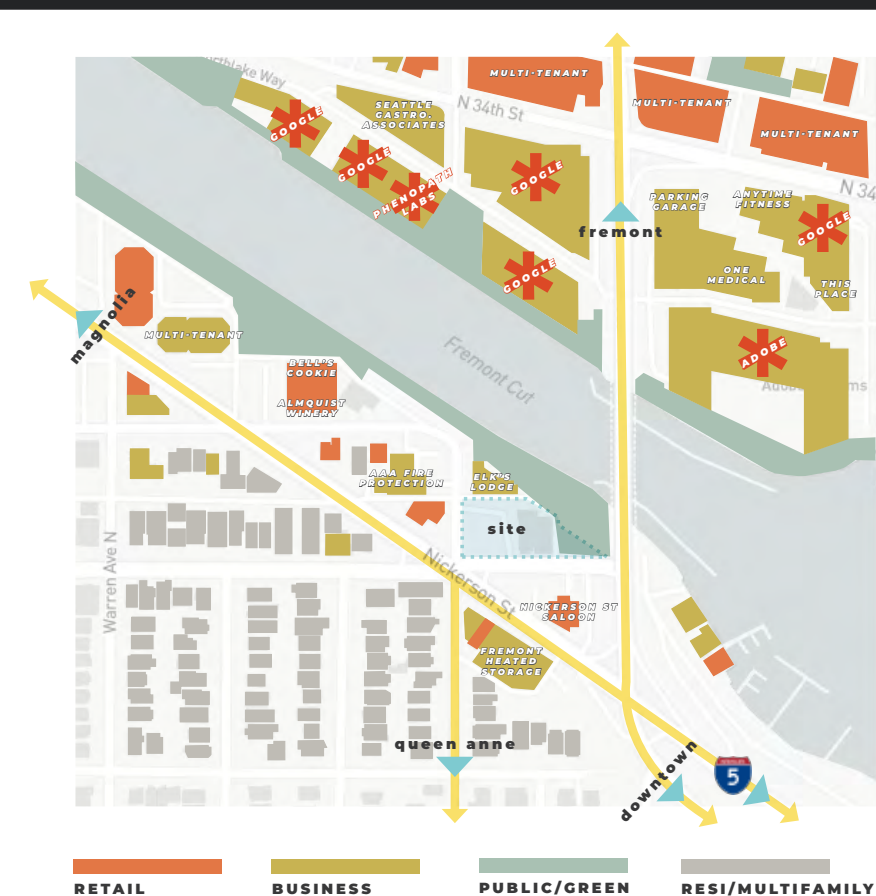 thlake Way
MULTI-TENANT
N 34th St
SEATTLE
GASTRO-
ASSOCIATES
GOOGLE
MULTI-TENANT
MULTI-TENANT
GOOGLE
PHENOPATH
LABS
GOOGLE
N 34
PARKING
GARAGE
ANYTIME
FITNESS
GOOGLE
fremont
GOOGLE
ONE
MEDICAL
THIS
PLACE
magnolia
MULTI-TENANT
Fremont Cut
ADOBE
Adob
ms
BELL'S
COOKIE
ALMQUIST
WINERY
AAA FIRE
PROTECTION
ELK'S
LODGE
site
Warren Ave N
Nickerson St
NICKERSON ST
SALOON
FREMONT
HEATED
STORAGE
queen anne
downtown
5
RETAIL
BUSINESS
PUBLIC/GREEN
RESI/MULTIFAMILY